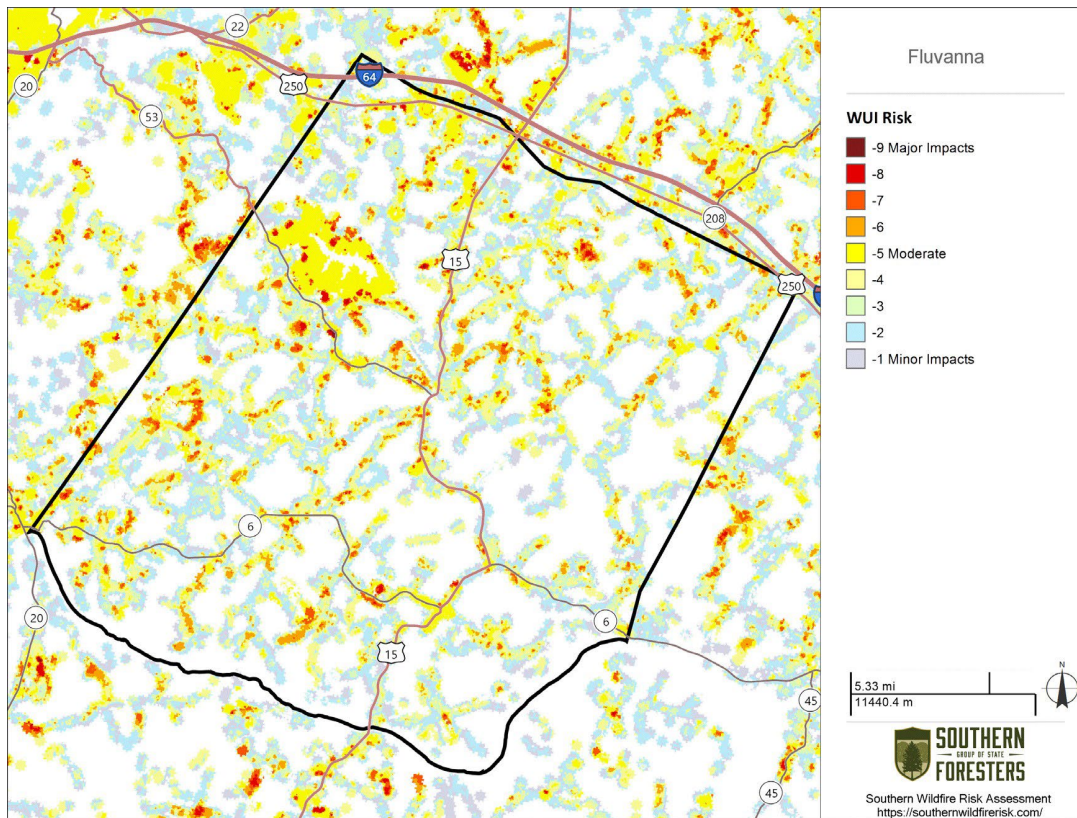 22
20
250
64
53
208
15
250
6
20
6
15
45
45
Fluvanna
WUI Risk
-9 Major Impacts
-8
-7
-6
-5 Moderate
-4
-3
-2
-1 Minor Impacts
N
5.33 mi
11440.4 m
SOUTHERN
GROUP OF STATE
FORESTERS
Southern Wildfire Risk Assessment
https://southernwildfirerisk.com/